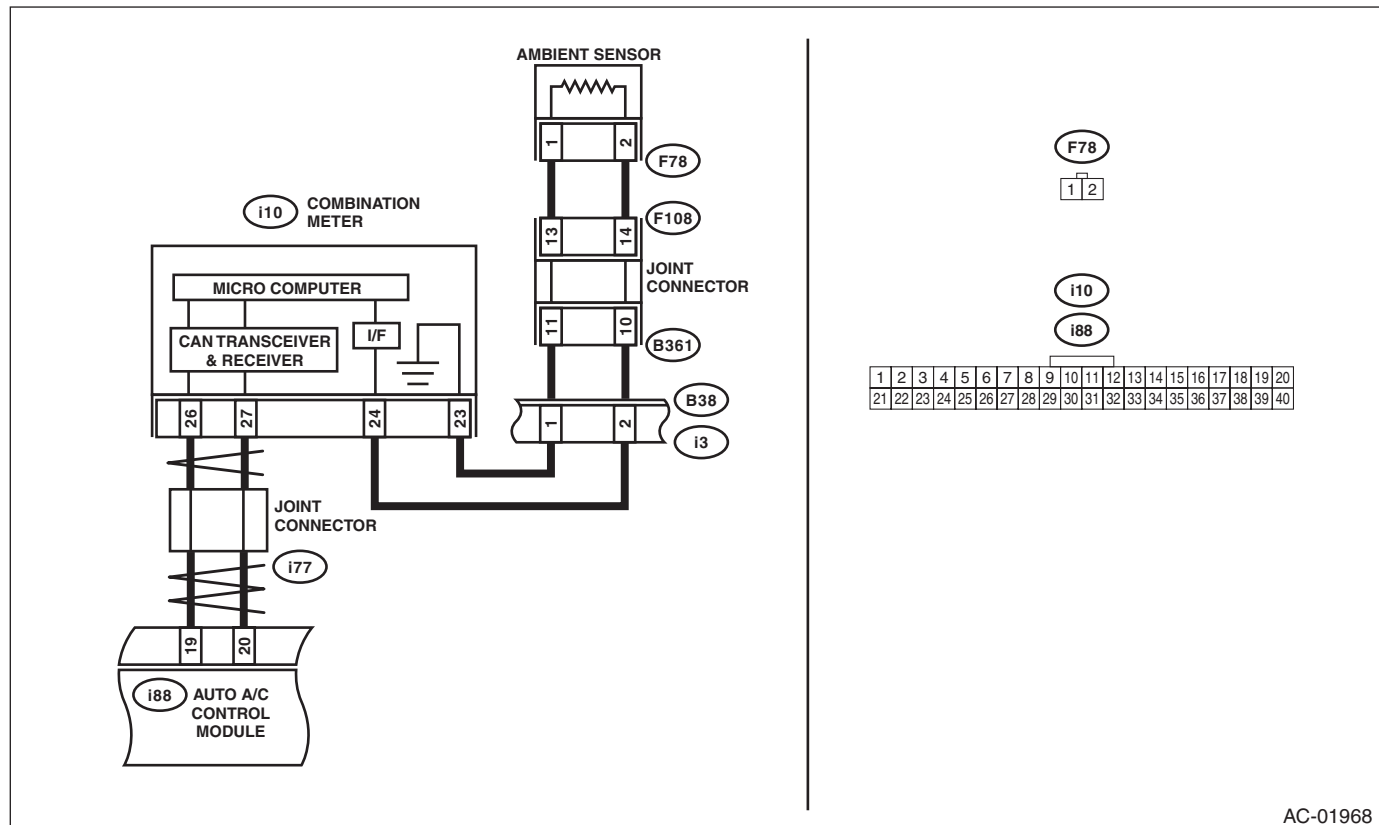 AMBIENT SENSOR
1 2
F78
F108
13 14
JOINT
CONNECTOR
11 10
B361
B38
1 2
i3
i10
COMBINATION
METER
MICRO COMPUTER
CAN TRANSCEIVER
& RECEIVER
I/F
26 27 24 23
JOINT
CONNECTOR
i77
19 20
i88
AUTO A/C
CONTROL
MODULE
F78
1 2
i10
i88
1 2 3 4 5 6 7 8 9 10 11 12 13 14 15 16 17 18 19 20
21 22 23 24 25 26 27 28 29 30 31 32 33 34 35 36 37 38 39 40
AC-01968